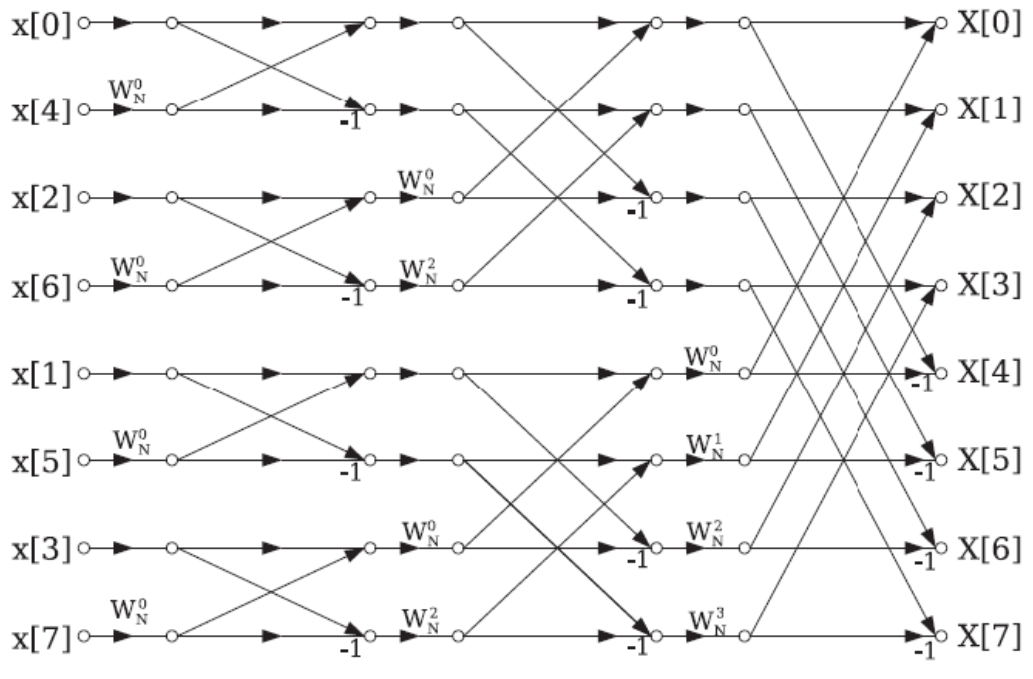 x[0] X[0]
W_N^0
x[4] -1 X[1]
W_N^0
x[2] -1 X[2]
W_N^0 W_N^2
x[6] -1 -1 X[3]
W_N^0
x[1] -1 X[4]
W_N^0 W_N^1
x[5] -1 -1 X[5]
W_N^0 W_N^2
x[3] -1 -1 X[6]
W_N^0 W_N^2 W_N^3
x[7] -1 -1 -1 X[7]